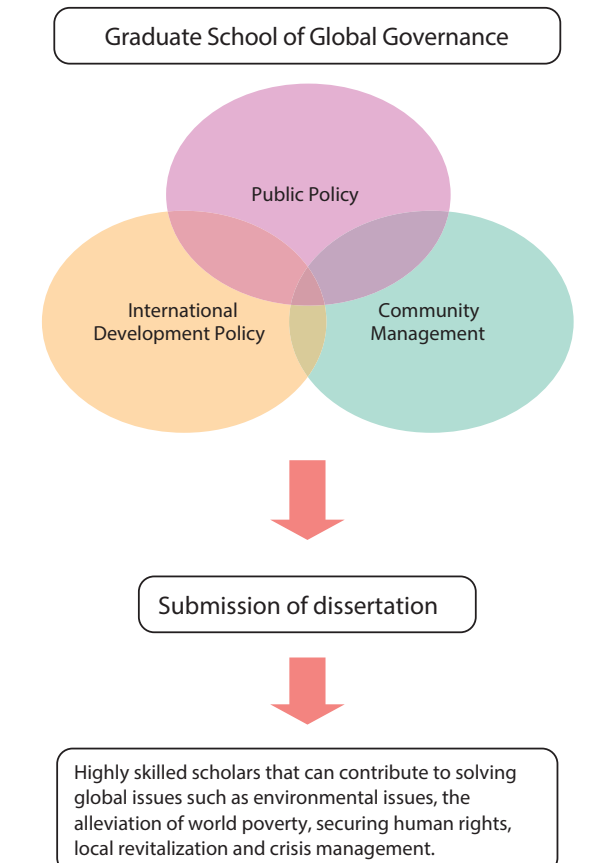 Graduate School of Global Governance
Public Policy
International
Development Policy
Community
Management
Submission of dissertation
Highly skilled scholars that can contribute to solving
global issues such as environmental issues, the
alleviation of world poverty, securing human rights,
local revitalization and crisis management.